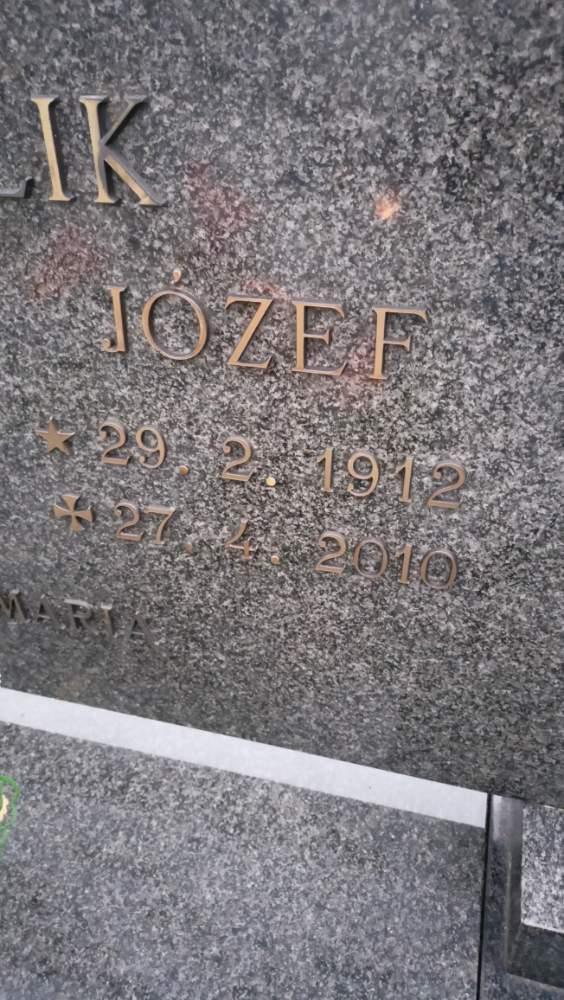 LIK
JÓZEF
★ 29. 2. 1912
✠ 27. 4. 2010
MARIA